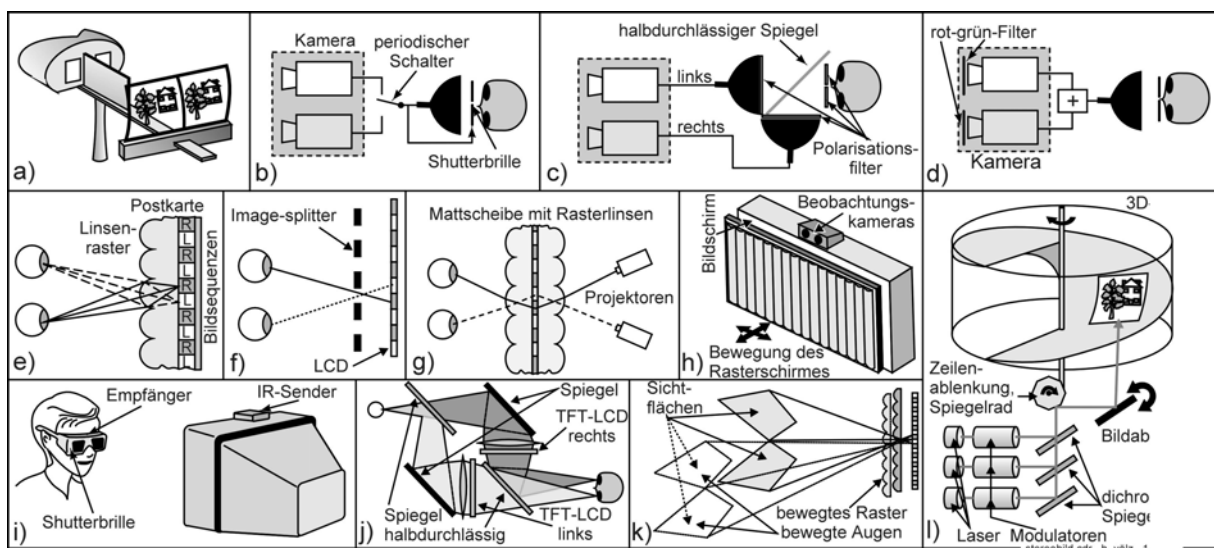 a)
Kamera
periodischer
Schalter
Shutterbrille
b)
halbdurchlässiger Spiegel
links
rechts
Polarisations-
filter
c)
rot-grün-Filter
+
Kamera
d)
Postkarte
Linsen-
raster
R
L
R
L
R
L
R
L
R
Bildsequenzen
e)
Image-splitter
LCD
f)
Mattscheibe mit Rasterlinsen
Projektoren
g)
Beobachtungs-
kameras
Bildschirm
Bewegung des
Rasterschirmes
h)
Empfänger
IR-Sender
Shutterbrille
i)
Spiegel
TFT-LCD
rechts
Spiegel
halbdurchlässig
TFT-LCD
links
j)
Sicht-
flächen
bewegtes Raster
bewegte Augen
k)
3D-
Zeilen-
ablenkung,
Spiegelrad
Bildab
dichro
Spiege
Laser Modulatoren
l)